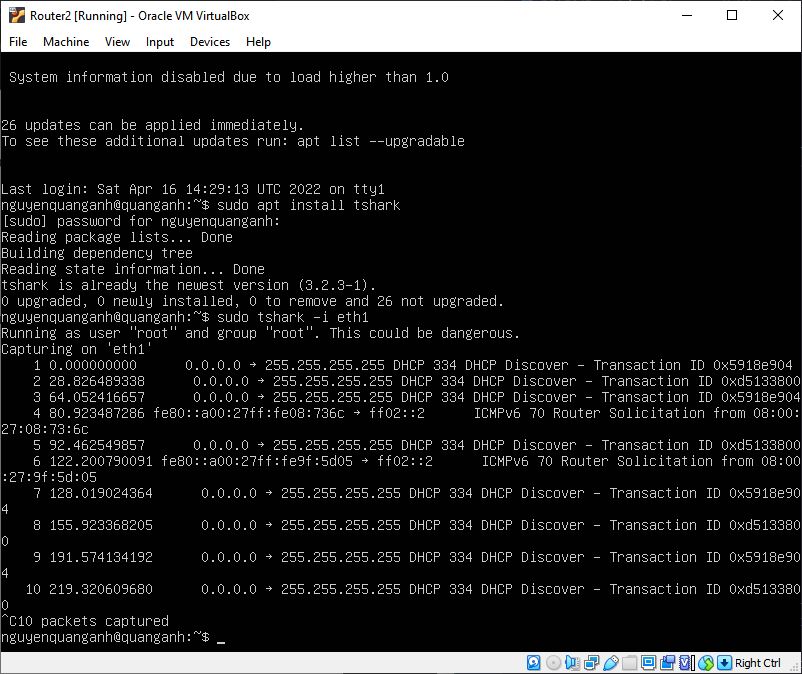 Router2 [Running] - Oracle VM VirtualBox
File Machine View Input Devices Help
System information disabled due to load higher than 1.0
26 updates can be applied immediately.
To see these additional updates run: apt list --upgradable
Last login: Sat Apr 16 14:29:13 UTC 2022 on tty1
nguyenquanganh@quanganh:~$ sudo apt install tshark
[sudo] password for nguyenquanganh:
Reading package lists... Done
Building dependency tree
Reading state information... Done
tshark is already the newest version (3.2.3-1).
0 upgraded, 0 newly installed, 0 to remove and 26 not upgraded.
nguyenquanganh@quanganh:~$ sudo tshark -i eth1
Running as user "root" and group "root". This could be dangerous.
Capturing on 'eth1'
1 0.000000000 0.0.0.0 → 255.255.255.255 DHCP 334 DHCP Discover - Transaction ID 0x5918e904
2 28.826489338 0.0.0.0 → 255.255.255.255 DHCP 334 DHCP Discover - Transaction ID 0xd5133800
3 64.052416657 0.0.0.0 → 255.255.255.255 DHCP 334 DHCP Discover - Transaction ID 0x5918e904
4 80.923487286 fe80::a00:27ff:fe08:736c → ff02::2 ICMPv6 70 Router Solicitation from 08:00:
27:08:73:6c
5 92.462549857 0.0.0.0 → 255.255.255.255 DHCP 334 DHCP Discover - Transaction ID 0xd5133800
6 122.200790091 fe80::a00:27ff:fe9f:5d05 → ff02::2 ICMPv6 70 Router Solicitation from 08:00
:27:9f:5d:05
7 128.019024364 0.0.0.0 → 255.255.255.255 DHCP 334 DHCP Discover - Transaction ID 0x5918e90
4
8 155.923368205 0.0.0.0 → 255.255.255.255 DHCP 334 DHCP Discover - Transaction ID 0xd513380
0
9 191.574134192 0.0.0.0 → 255.255.255.255 DHCP 334 DHCP Discover - Transaction ID 0x5918e90
4
10 219.320609680 0.0.0.0 → 255.255.255.255 DHCP 334 DHCP Discover - Transaction ID 0xd513380
0
^C10 packets captured
nguyenquanganh@quanganh:~$ _
Right Ctrl